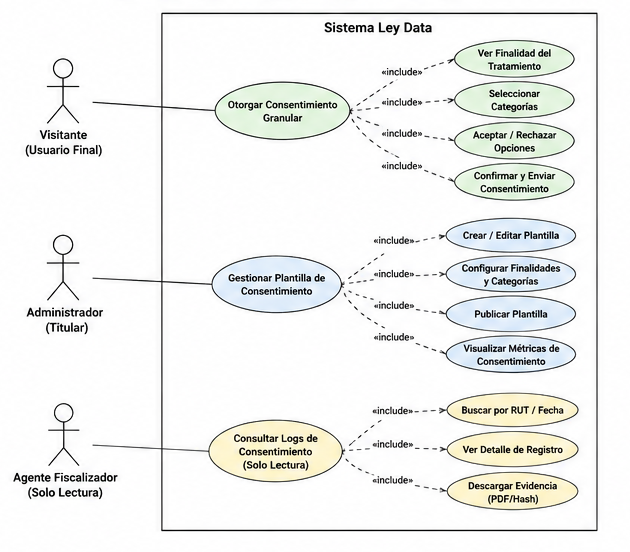 Sistema Ley Data
Visitante
(Usuario Final)
Otorgar Consentimiento
Granular
«include»
«include»
«include»
«include»
Ver Finalidad del
Tratamiento
Seleccionar
Categorías
Aceptar / Rechazar
Opciones
Confirmar y Enviar
Consentimiento
Administrador
(Titular)
Gestionar Plantilla de
Consentimiento
«include»
«include»
«include»
«include»
Crear / Editar Plantilla
Configurar Finalidades
y Categorías
Publicar Plantilla
Visualizar Métricas de
Consentimiento
Agente Fiscalizador
(Solo Lectura)
Consultar Logs de
Consentimiento
(Solo Lectura)
«include»
«include»
«include»
Buscar por RUT / Fecha
Ver Detalle de Registro
Descargar Evidencia
(PDF/Hash)